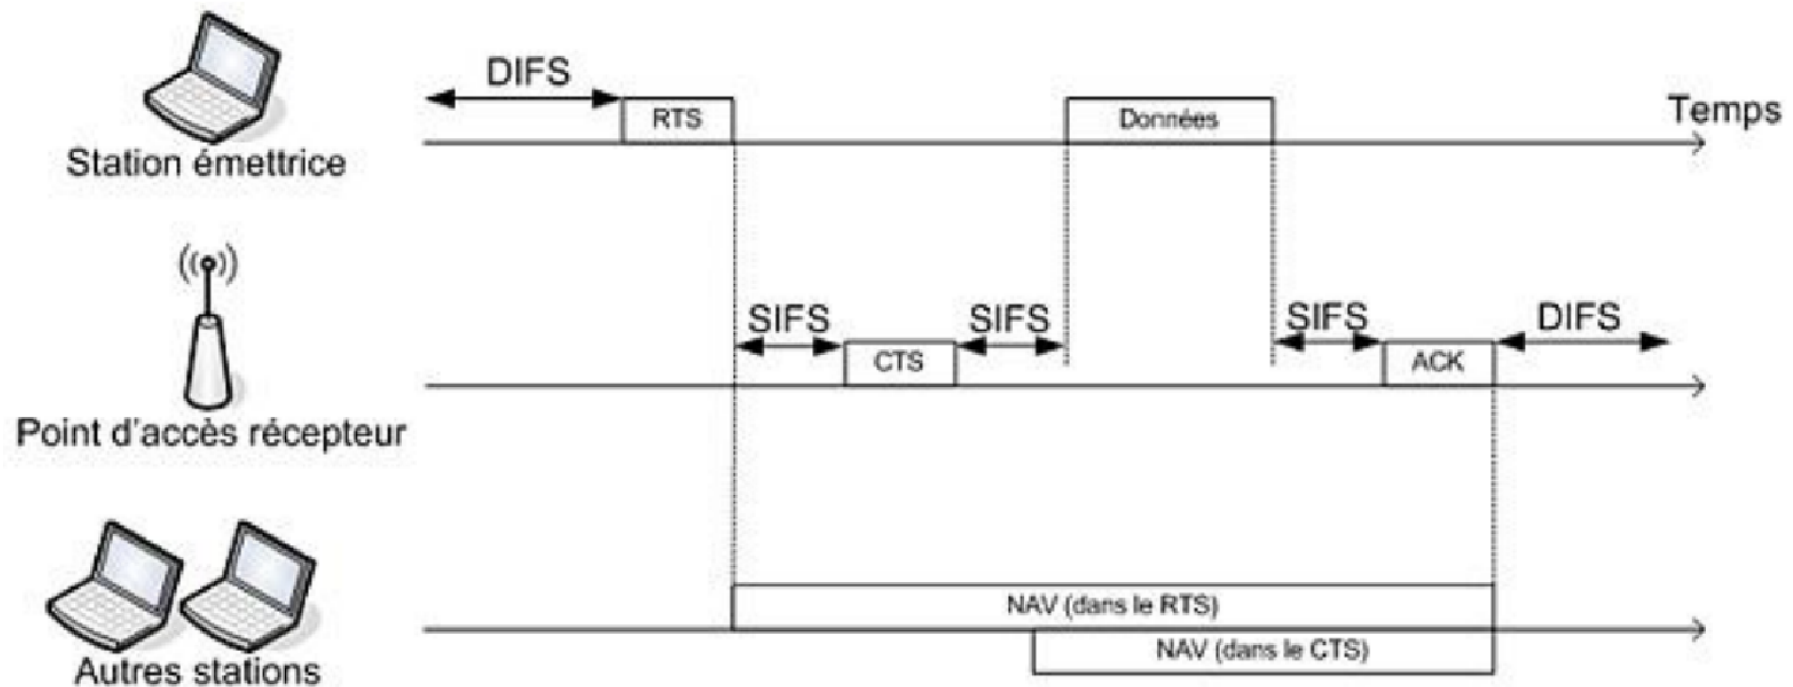 DIFS
RTS
Données
Temps
Station émettrice
SIFS
SIFS
SIFS
DIFS
CTS
ACK
Point d'accès récepteur
NAV (dans le RTS)
NAV (dans le CTS)
Autres stations